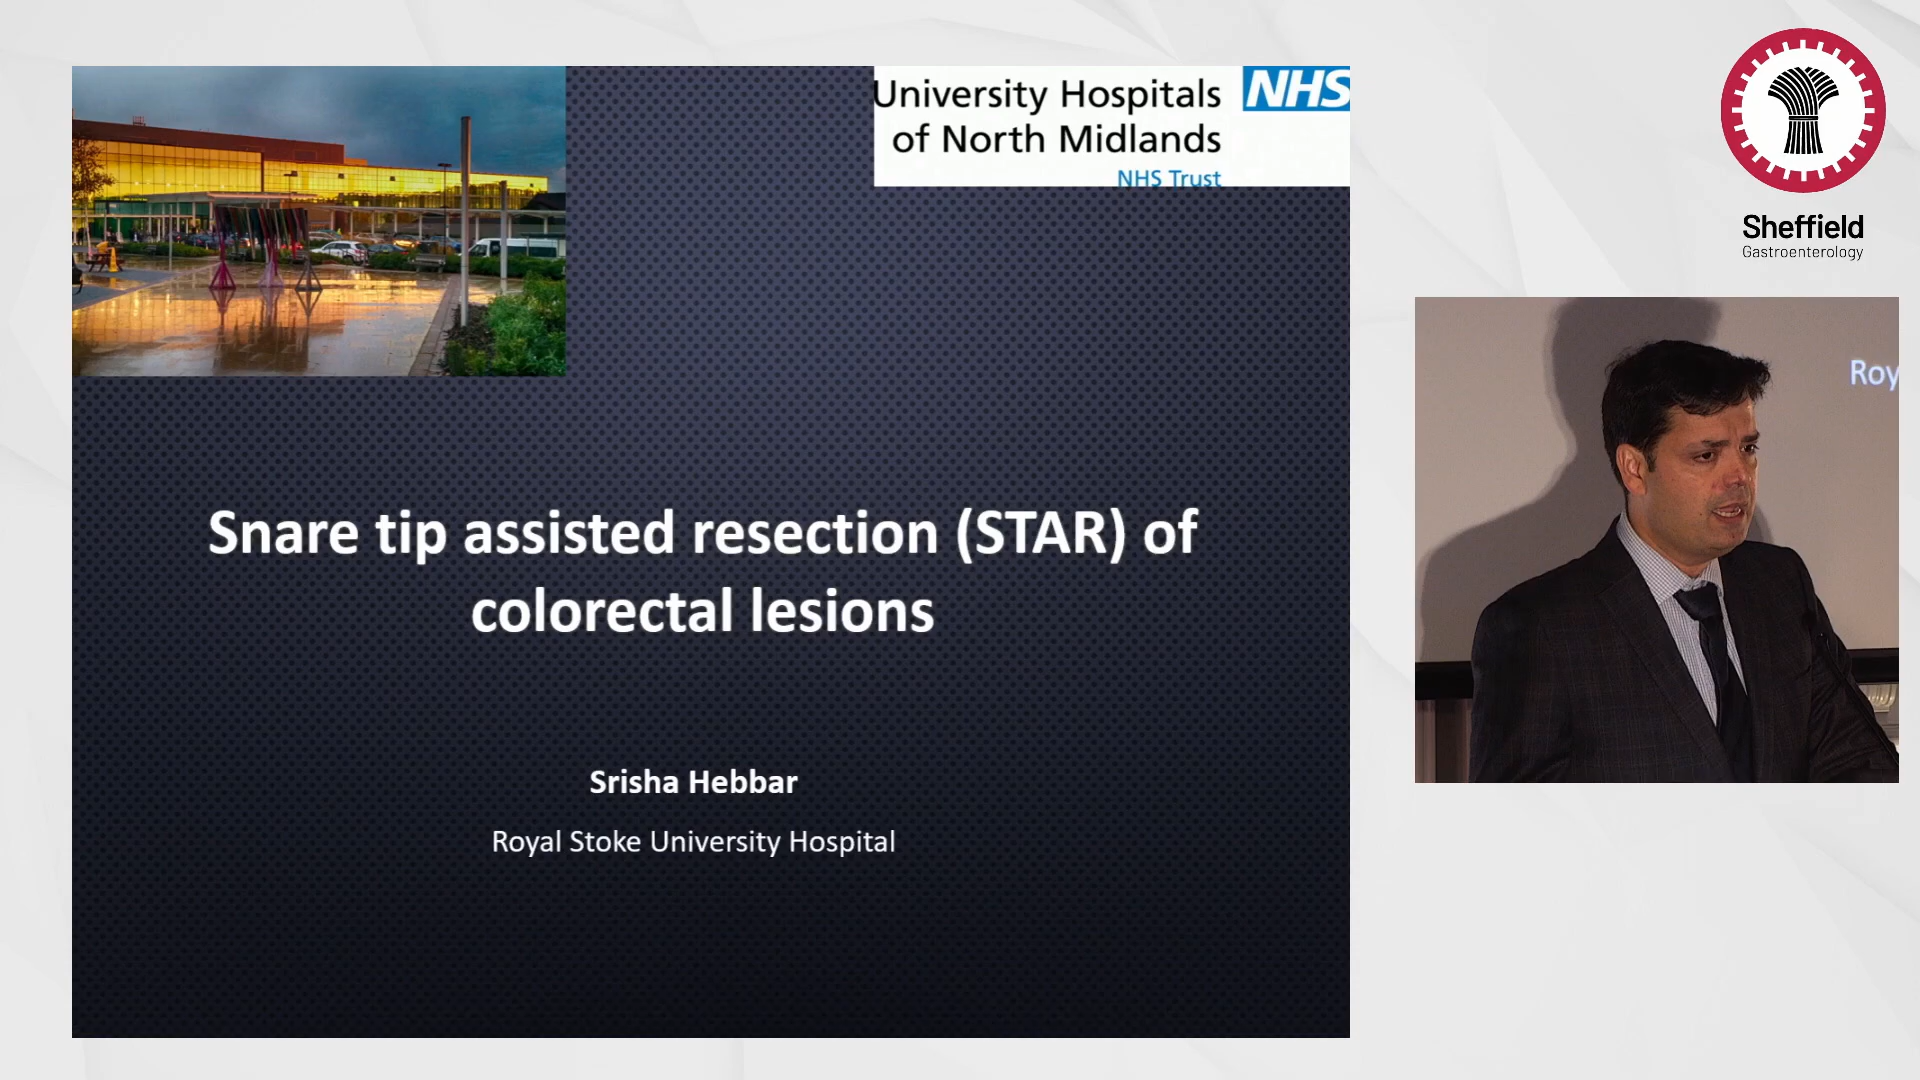 University Hospitals
of North Midlands
NHS Trust
NHS
Sheffield
Gastroenterology
Roy
Snare tip assisted resection (STAR) of
colorectal lesions
Srisha Hebbar
Royal Stoke University Hospital